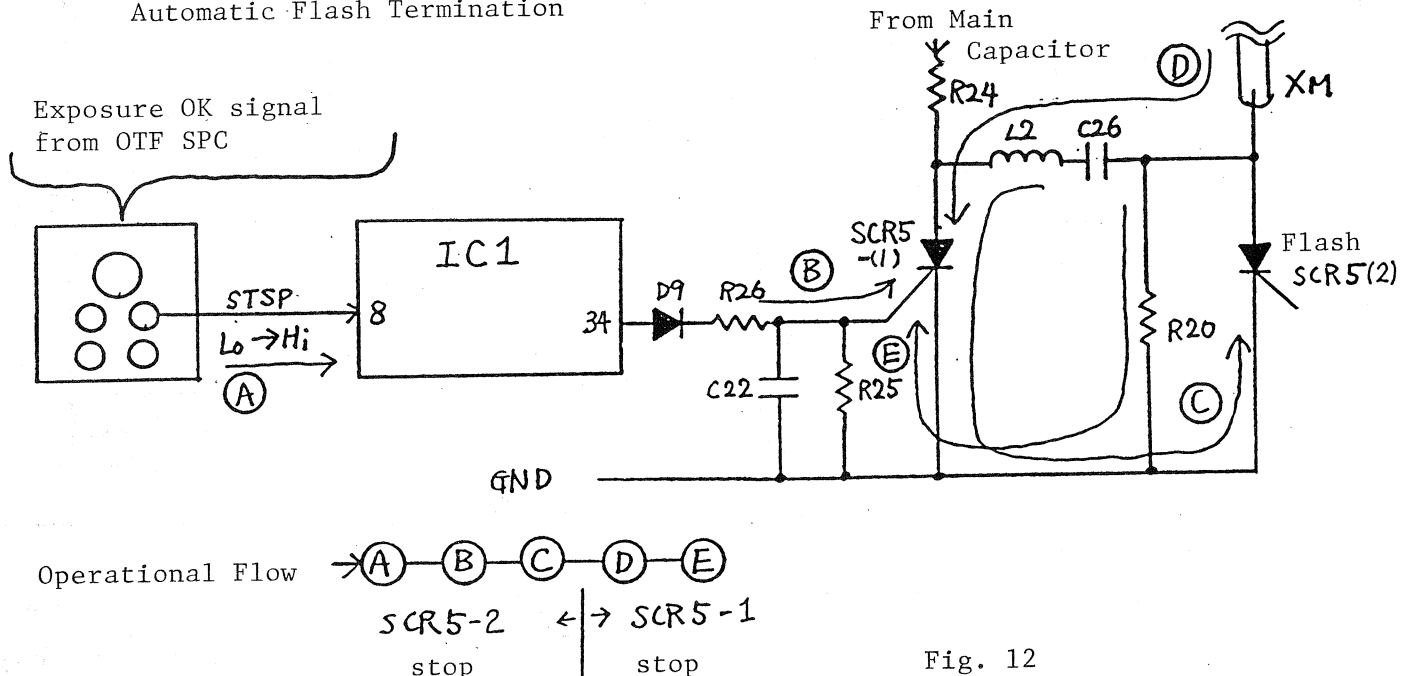 Automatic Flash Termination
From Main
Capacitor
D
XM
R24
Exposure OK signal
from OTF SPC
L2
C26
IC1
SCR5
-(1)
Flash
SCR5(2)
B
STSP
8
D9
R26
34
Lo → Hi
R20
A
E
C22
R25
C
GND
Operational Flow → A B C D E
SCR5-2 ← → SCR5-1
stop stop
Fig. 12